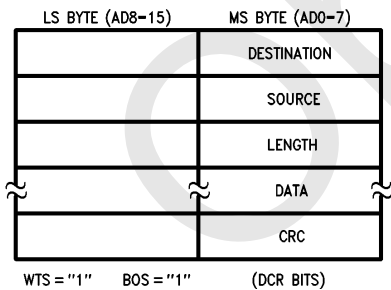 LS BYTE (AD8-15) MS BYTE (AD0-7)
DESTINATION
SOURCE
LENGTH
DATA
CRC
WTS = "1" BOS = "1" (DCR BITS)